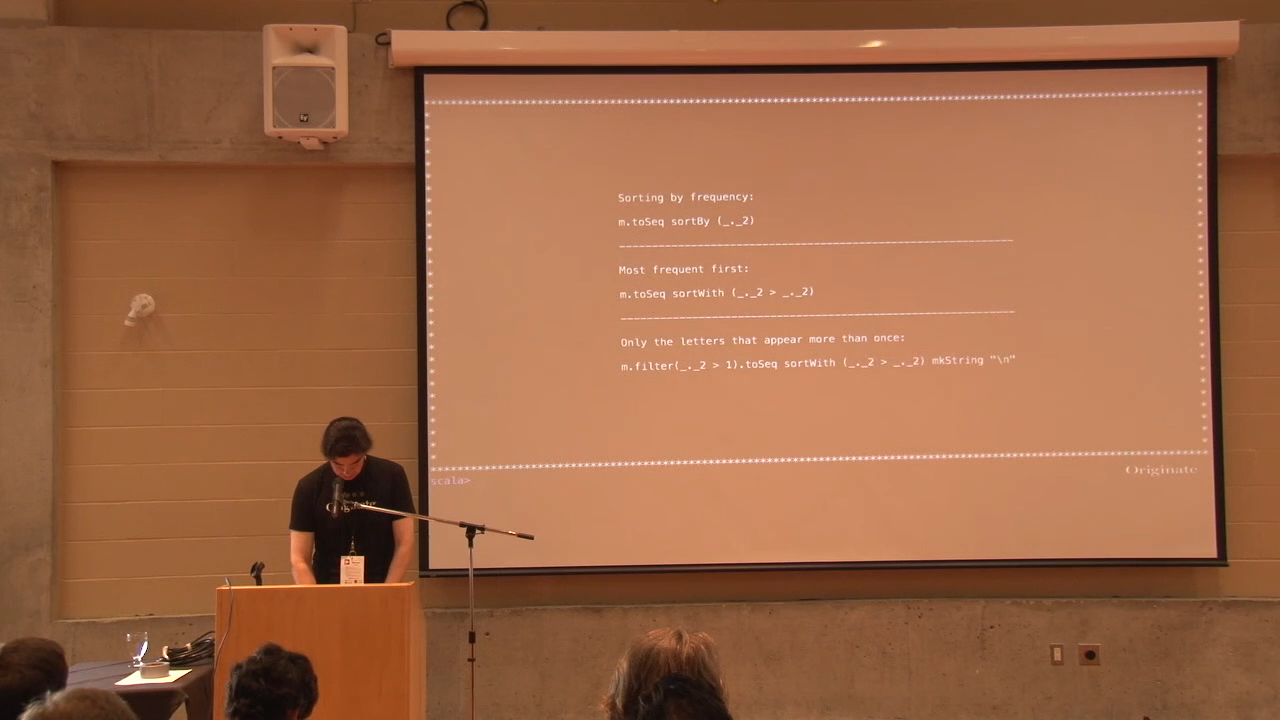 Sorting by frequency:
m.toSeq sortBy (_._2)
Most frequent first:
m.toSeq sortWith (_._2 > _._2)
Only the letters that appear more than once:
m.filter(_._2 > 1).toSeq sortWith (_._2 > _._2) mkString "\n"
Originate
scala>